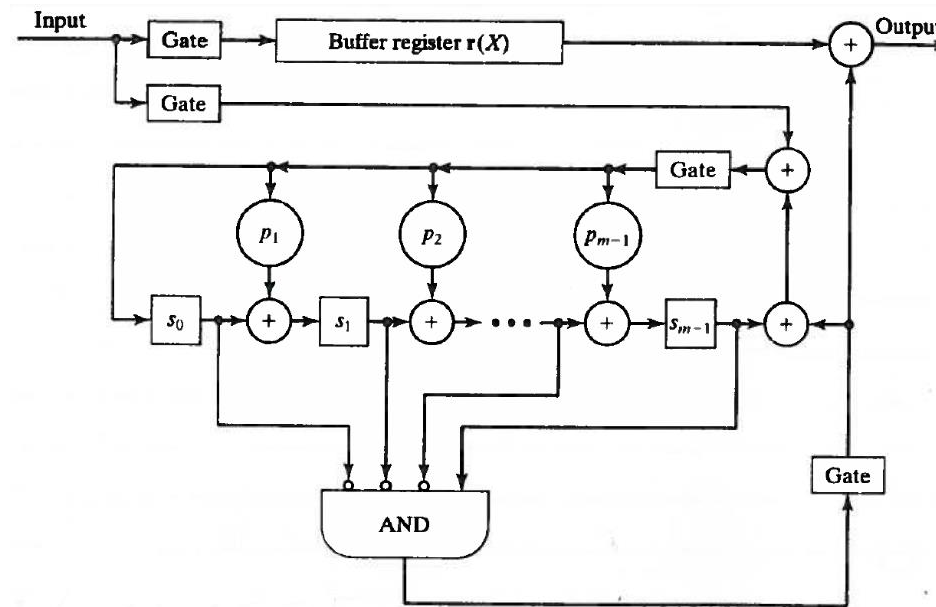 Input
Gate
Buffer register r(X)
+
Output
Gate
Gate
+
p₁
p₂
pₘ₋₁
s₀
+
s₁
+
• • •
+
sₘ₋₁
+
Gate
AND